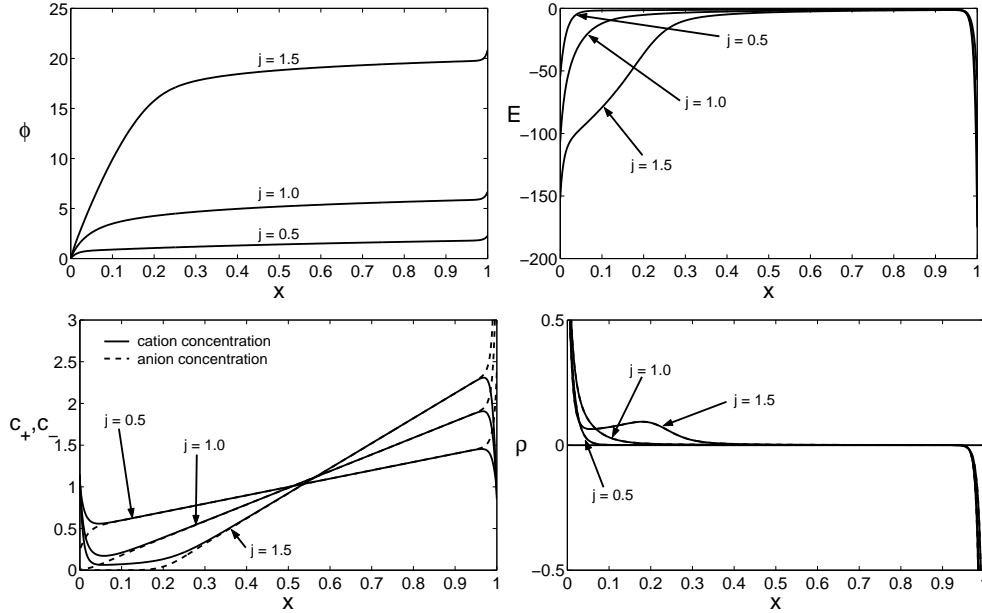 25
20
15
10
5
0
ϕ
j = 1.5
j = 1.0
j = 0.5
0 0.1 0.2 0.3 0.4 0.5 0.6 0.7 0.8 0.9 1
x
0
−50
−100
−150
−200
E
j = 0.5
j = 1.0
j = 1.5
0 0.1 0.2 0.3 0.4 0.5 0.6 0.7 0.8 0.9 1
x
3
2.5
2
1.5
1
0.5
0
c₊,c₋
cation concentration
anion concentration
j = 0.5
j = 1.0
j = 1.5
0 0.1 0.2 0.3 0.4 0.5 0.6 0.7 0.8 0.9 1
x
0.5
0
−0.5
ρ
j = 1.0
j = 1.5
j = 0.5
0 0.1 0.2 0.3 0.4 0.5 0.6 0.7 0.8 0.9 1
x